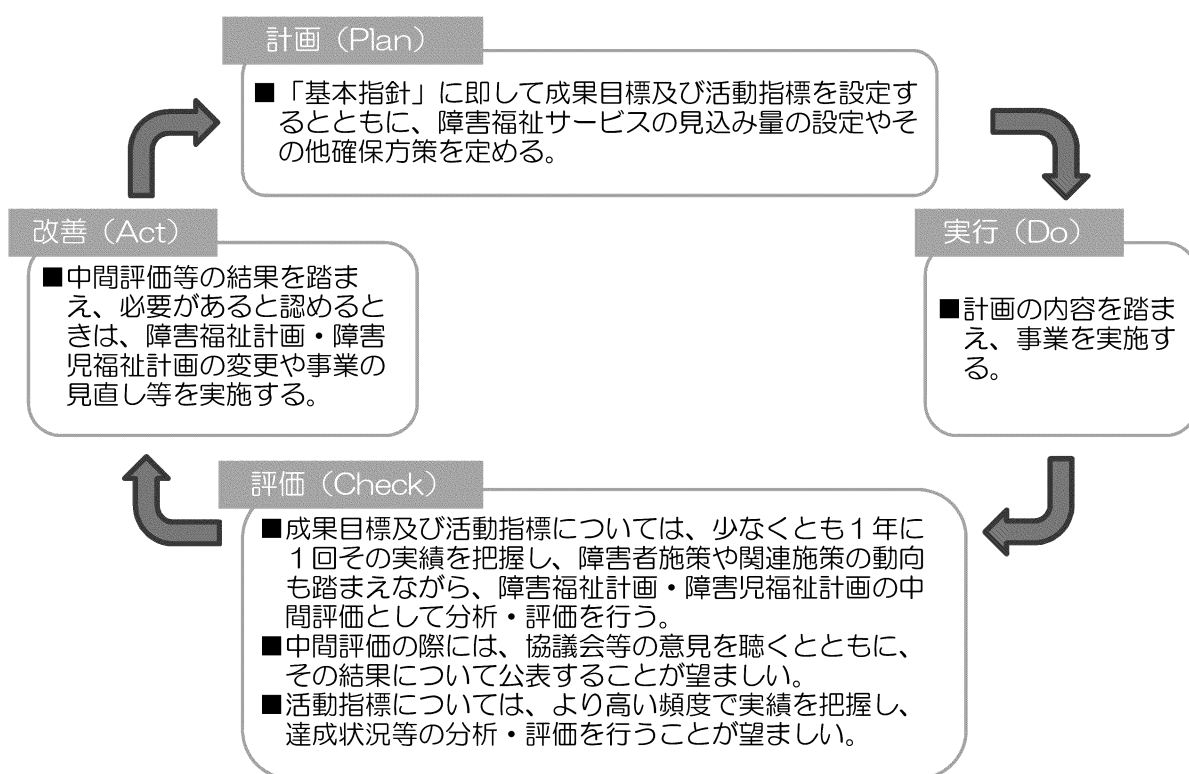 計画（Plan）
■「基本指針」に即して成果目標及び活動指標を設定す
るとともに、障害福祉サービスの見込み量の設定やそ
の他確保方策を定める。
改善（Act）
■中間評価等の結果を踏ま
え、必要があると認めると
きは、障害福祉計画・障害
児福祉計画の変更や事業の
見直し等を実施する。
実行（Do）
■計画の内容を踏ま
え、事業を実施す
る。
評価（Check）
■成果目標及び活動指標については、少なくとも１年に
１回その実績を把握し、障害者施策や関連施策の動向
も踏まえながら、障害福祉計画・障害児福祉計画の中
間評価として分析・評価を行う。
■中間評価の際には、協議会等の意見を聴くとともに、
その結果について公表することが望ましい。
■活動指標については、より高い頻度で実績を把握し、
達成状況等の分析・評価を行うことが望ましい。